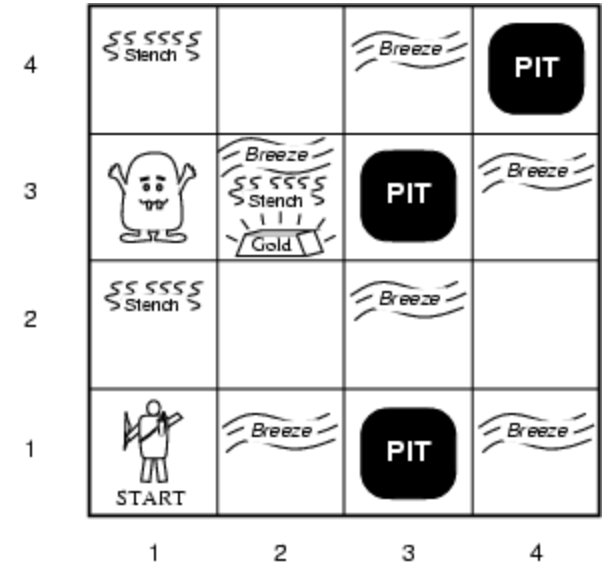 4
Stench
Breeze
PIT
3
Breeze
Stench
Gold
PIT
Breeze
2
Stench
Breeze
1
START
Breeze
PIT
Breeze
1 2 3 4